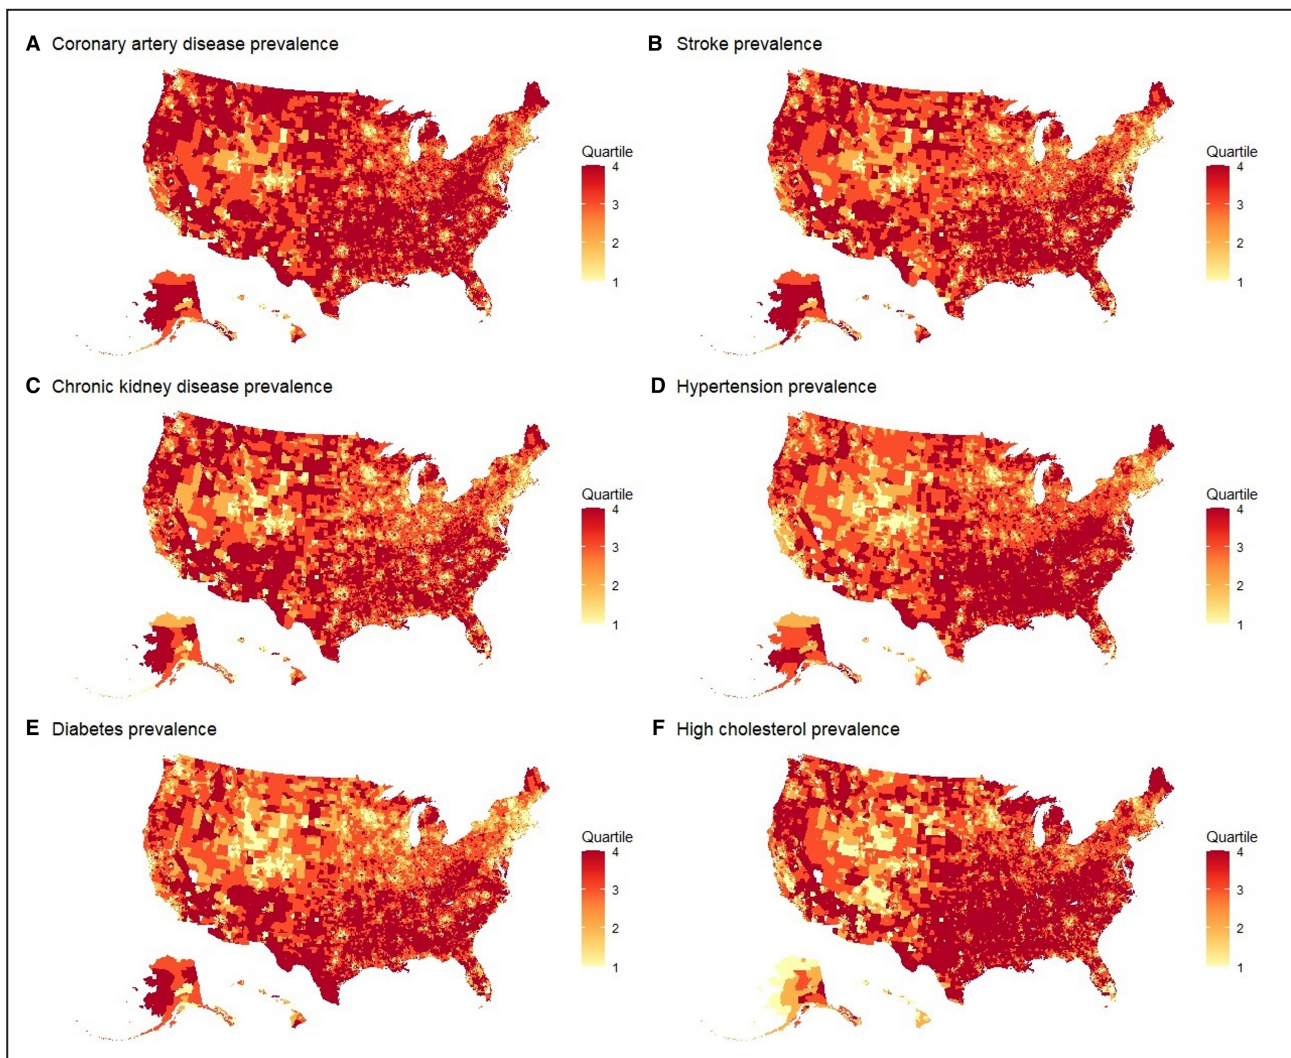 A Coronary artery disease prevalence
B Stroke prevalence
Quartile
4
3
2
1
Quartile
4
3
2
1
C Chronic kidney disease prevalence
D Hypertension prevalence
Quartile
4
3
2
1
Quartile
4
3
2
1
E Diabetes prevalence
F High cholesterol prevalence
Quartile
4
3
2
1
Quartile
4
3
2
1